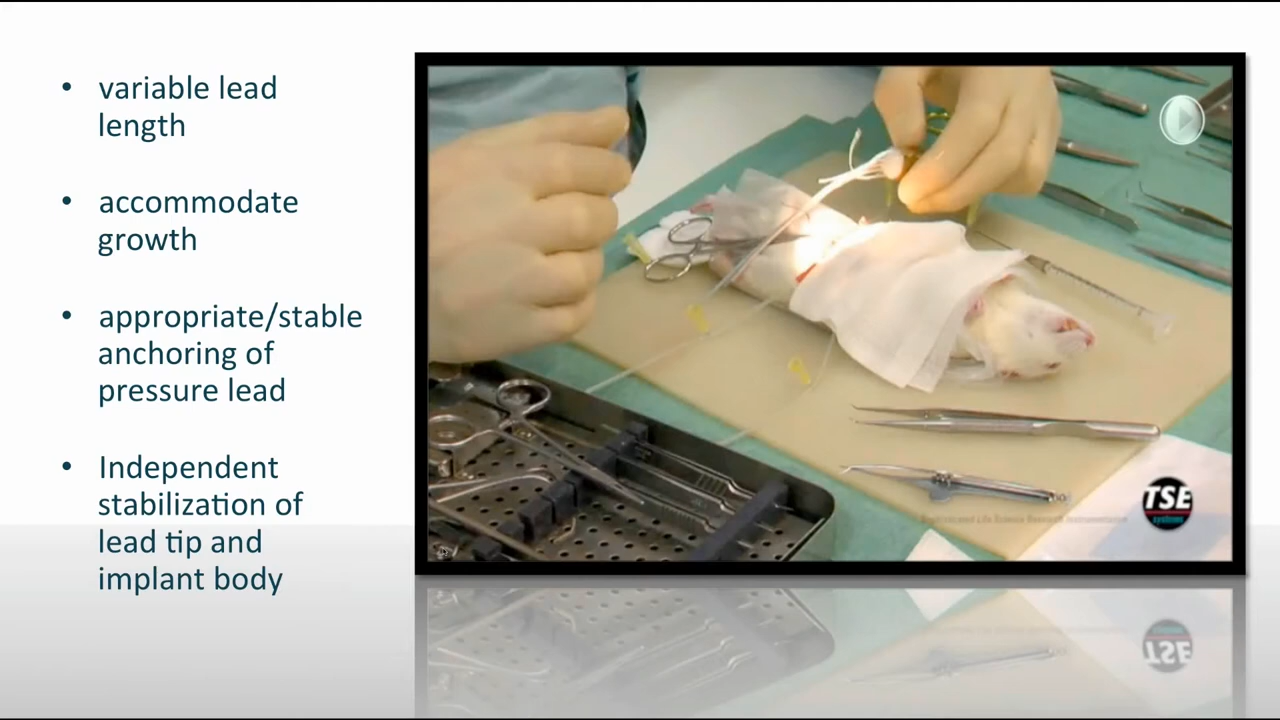 • variable lead
length
• accommodate
growth
• appropriate/stable
anchoring of
pressure lead
• Independent
stabilization of
lead tip and
implant body
TSE
systems